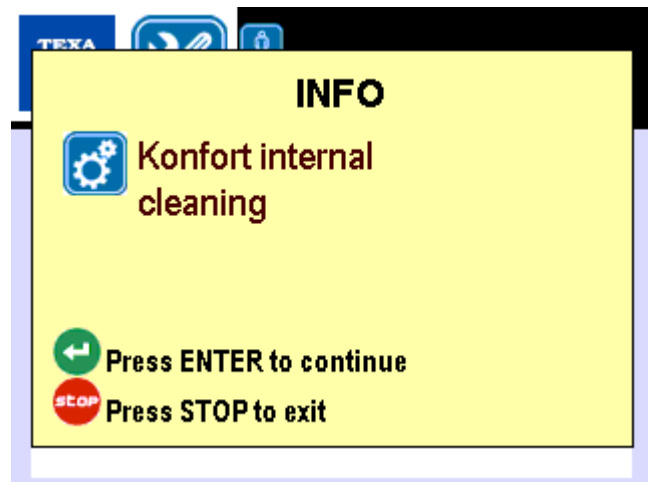 TEXA
INFO
Konfort internal
cleaning
Press ENTER to continue
stop Press STOP to exit